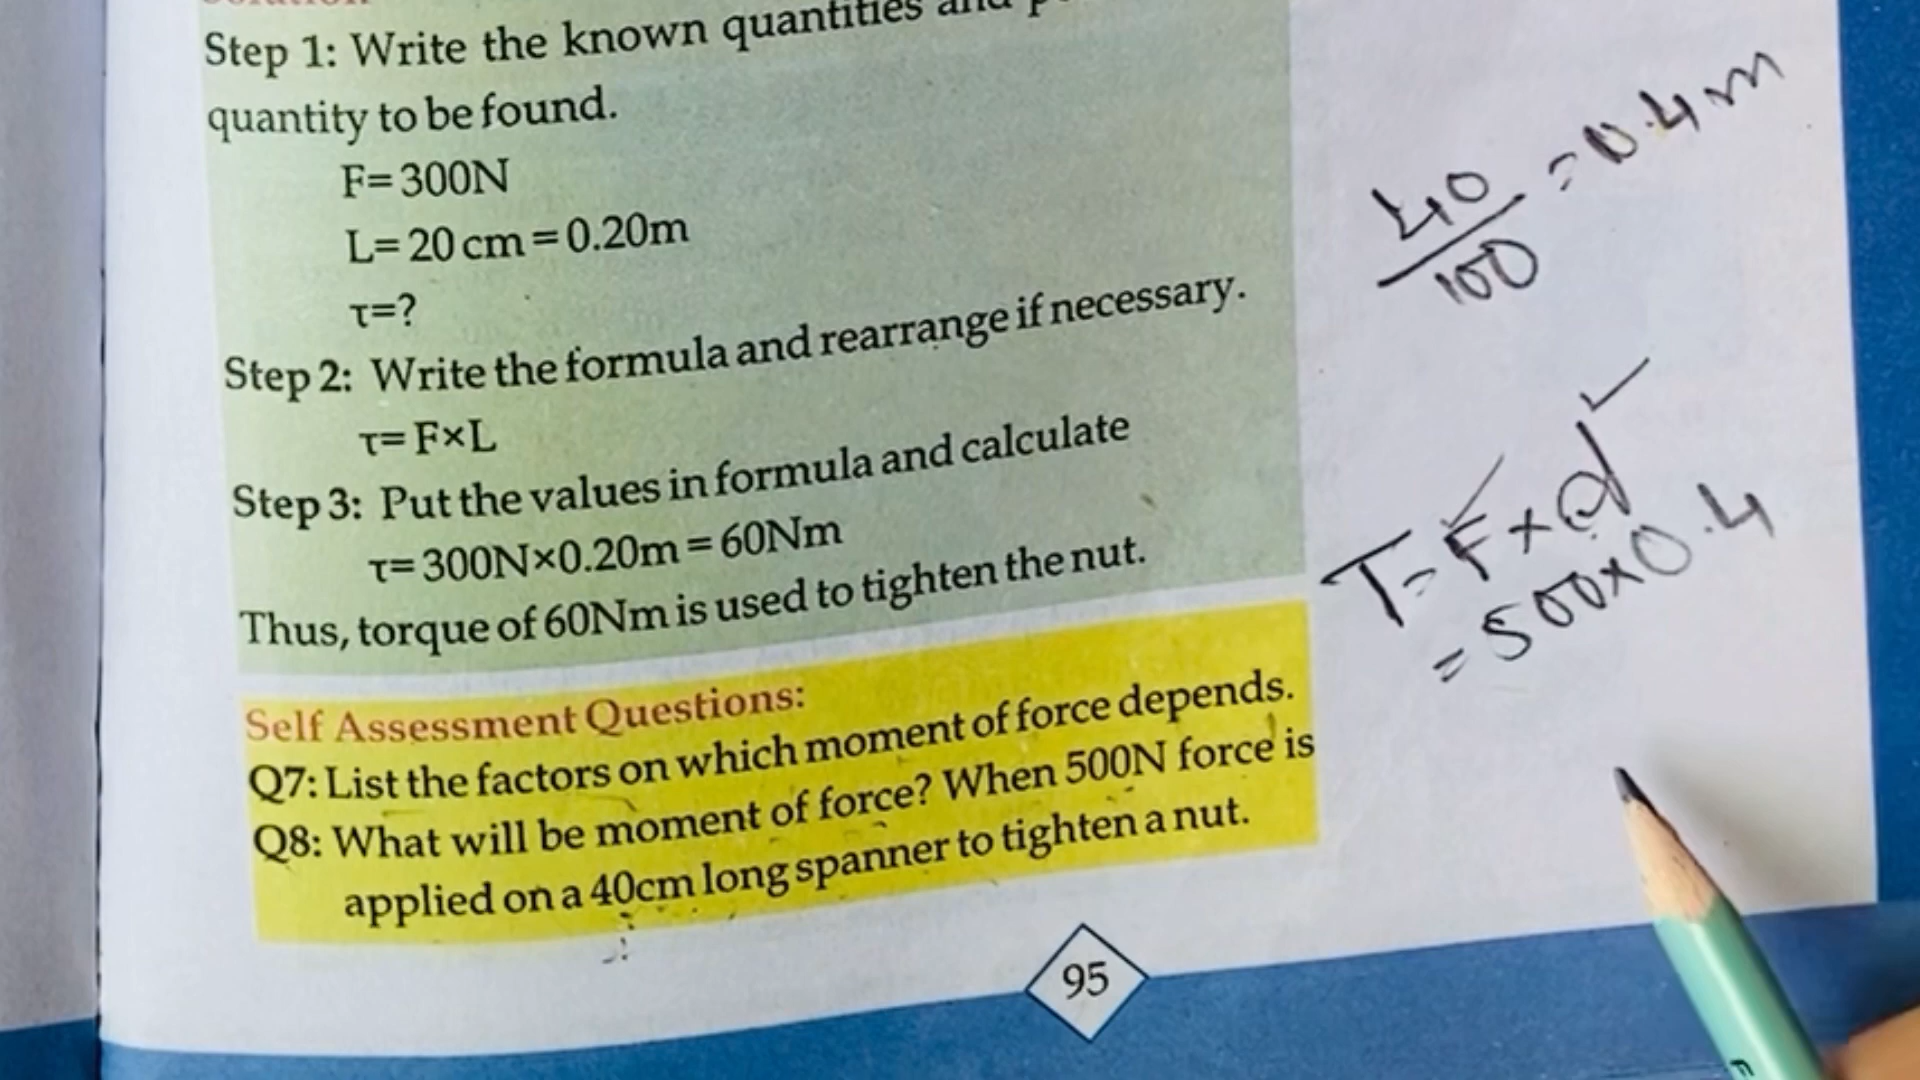 Step 1: Write the known quantities and
quantity to be found.
F= 300N
L= 20 cm = 0.20m
τ=?
Step 2: Write the formula and rearrange if necessary.
τ= F×L
Step 3: Put the values in formula and calculate
τ= 300N×0.20m = 60Nm
Thus, torque of 60Nm is used to tighten the nut.
Self Assessment Questions:
Q7: List the factors on which moment of force depends.
Q8: What will be moment of force? When 500N force is
applied on a 40cm long spanner to tighten a nut.
95
40/100 = 0.4m
T= F×d
= 500×0.4